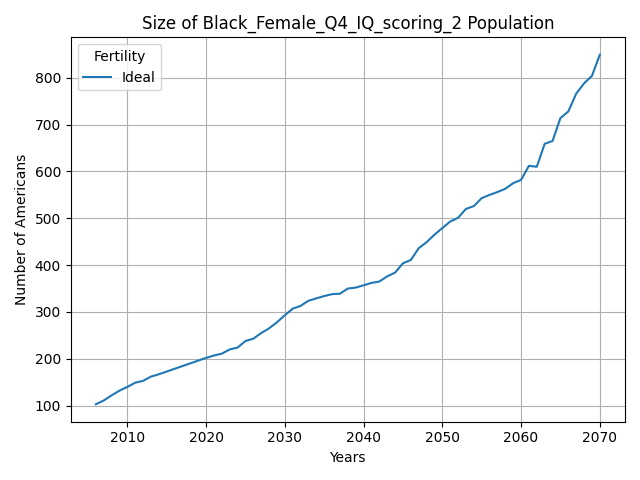 Size of Black_Female_Q4_IQ_scoring_2 Population
Fertility
Ideal
Number of Americans
800
700
600
500
400
300
200
100
2010 2020 2030 2040 2050 2060 2070
Years